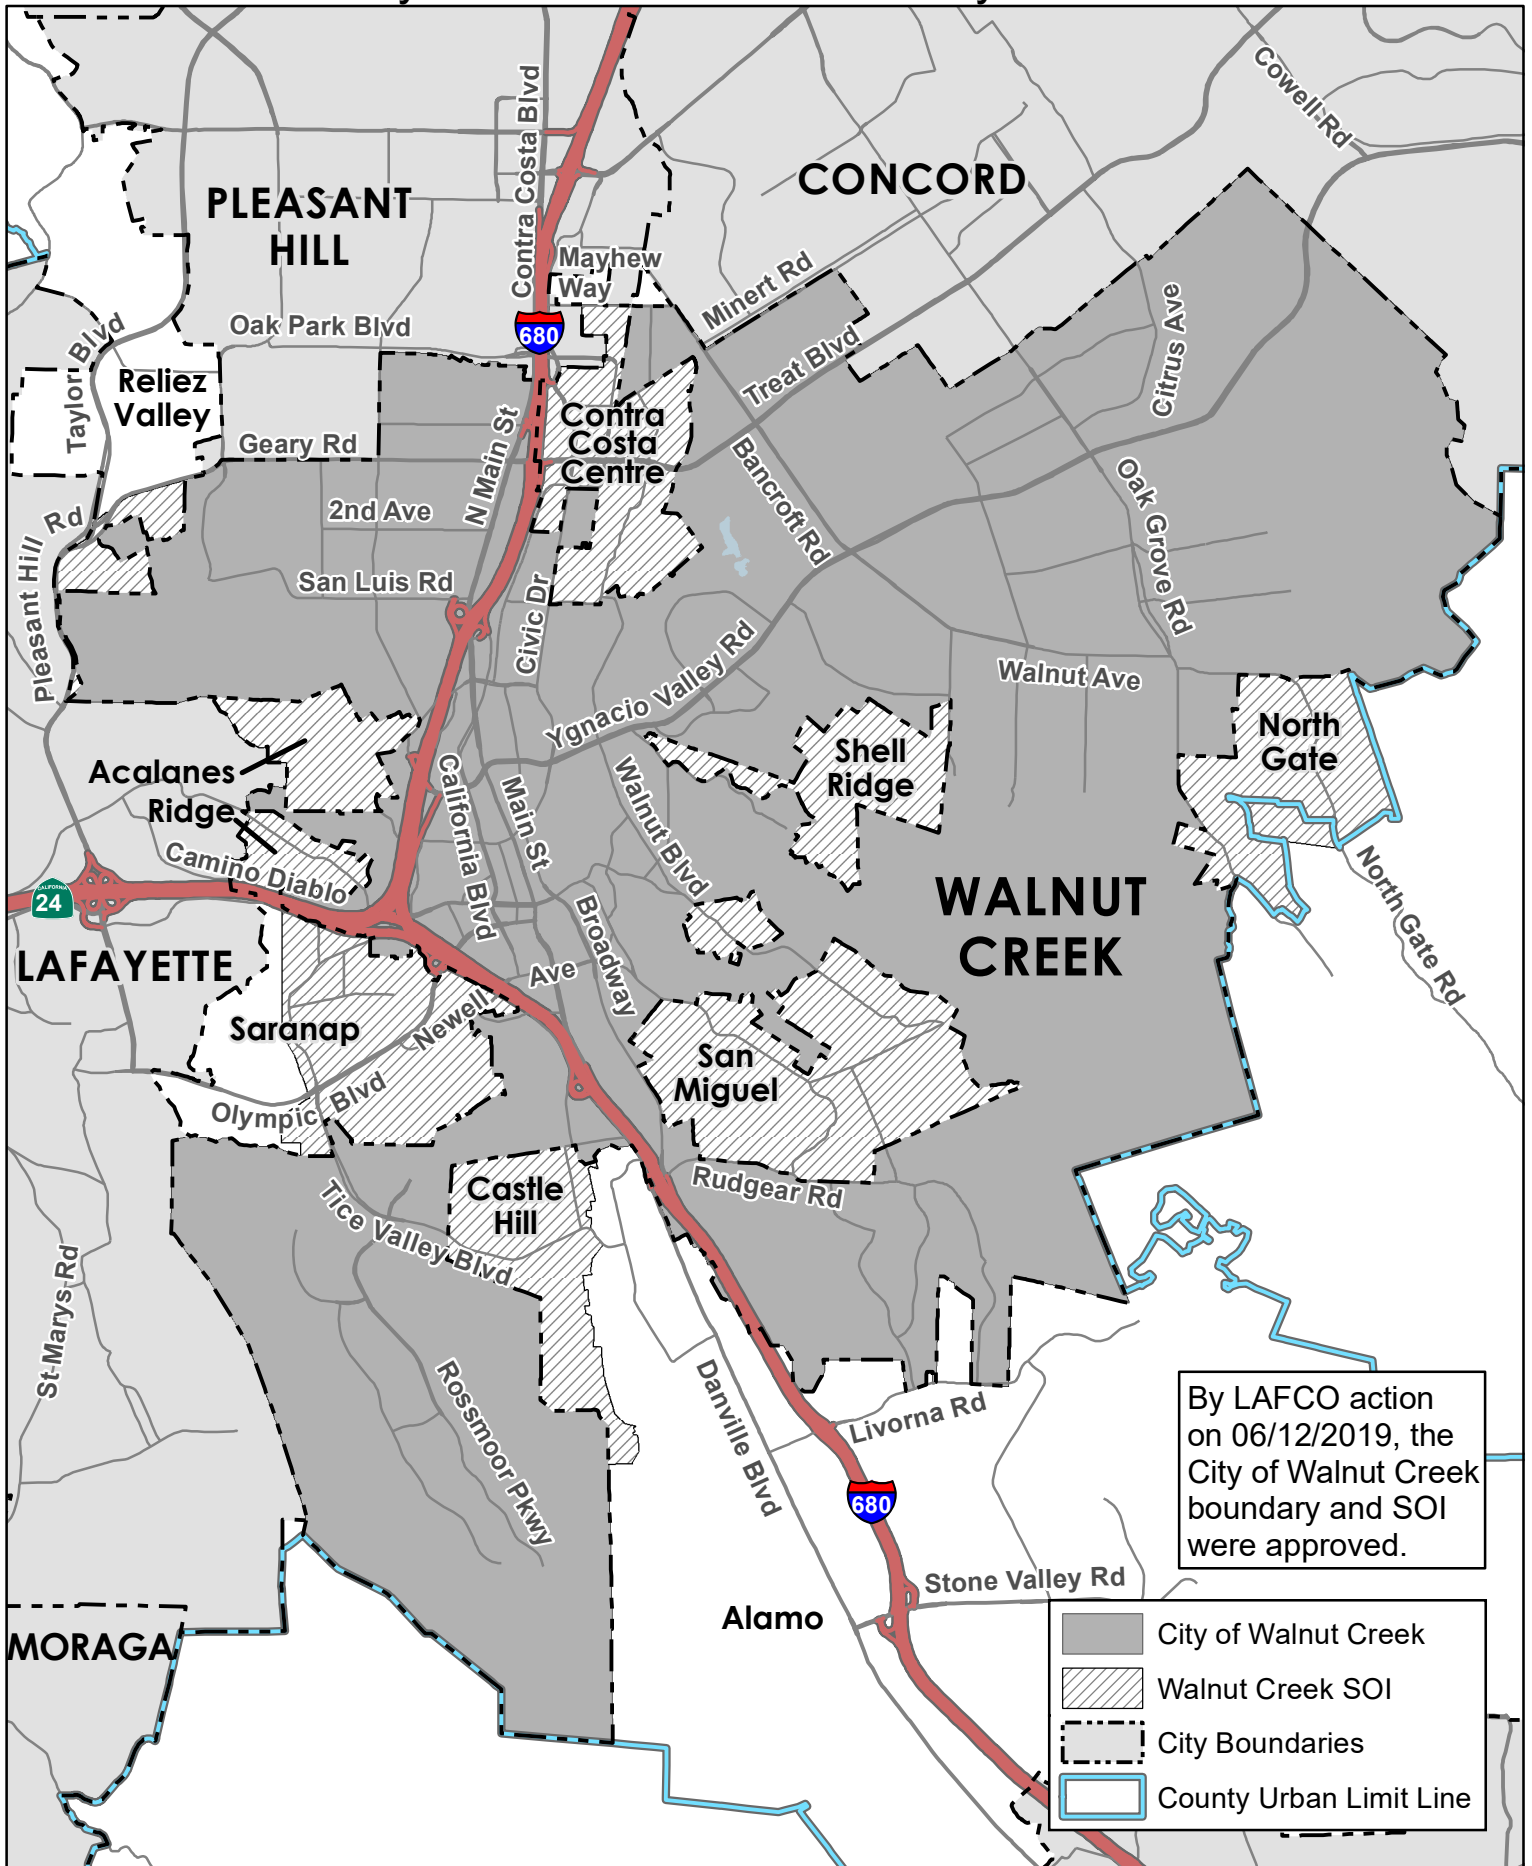 Contra Costa Blvd
Cowell Rd
PLEASANT
HILL
CONCORD
Mayhew
Way
Minert Rd
Oak Park Blvd
680
Citrus Ave
Taylor Blvd
Reliez
Valley
Treat Blvd
Contra
Costa
Centre
Geary Rd
N Main St
Bancroft Rd
Oak Grove Rd
2nd Ave
Pleasant Hill Rd
San Luis Rd
Civic Dr
Walnut Ave
Ygnacio Valley Rd
North
Gate
Shell
Ridge
Acalanes
Ridge
California Blvd
Main St
Walnut Blvd
Camino Diablo
CALIFORNIA
24
WALNUT
CREEK
North Gate Rd
Broadway
LAFAYETTE
Newell Ave
Saranap
San
Miguel
Olympic Blvd
Castle
Hill
Rudgear Rd
Tice Valley Blvd
St Marys Rd
Rossmoor Pkwy
Danville Blvd
Livorna Rd
680
By LAFCO action
on 06/12/2019, the
City of Walnut Creek
boundary and SOI
were approved.
Stone Valley Rd
Alamo
MORAGA
City of Walnut Creek
Walnut Creek SOI
City Boundaries
County Urban Limit Line